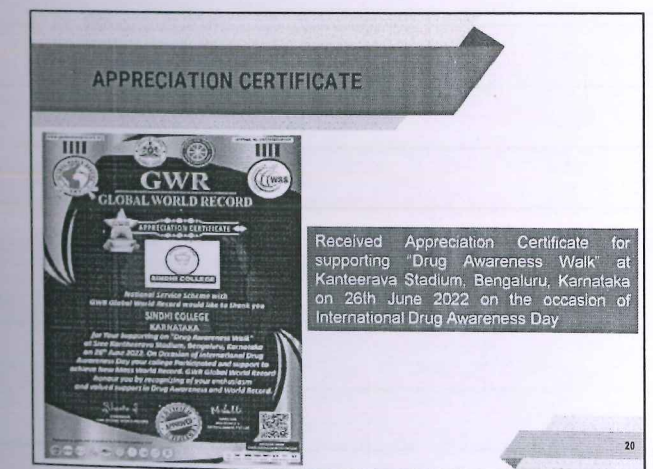 APPRECIATION CERTIFICATE
GWR
GLOBAL WORLD RECORD
APPRECIATION CERTIFICATE
SINDHI COLLEGE
National Service Scheme with
GWR Global World Record would like to thank you
SINDHI COLLEGE
KARNATAKA
for Your Supporting on "Drug Awareness Walk"
at Sree Kanteerava Stadium, Bengaluru, Karnataka
on 26th June 2022. On Occasion of International Drug
Awareness Day your college Participated and support to
achieve New Mass World Record. GWR Global World Record
honour you by recognizing of your enthusiasm
and valued support in Drug Awareness and World Record.
Received Appreciation Certificate for
supporting "Drug Awareness Walk" at
Kanteerava Stadium, Bengaluru, Karnataka
on 26th June 2022 on the occasion of
International Drug Awareness Day
20